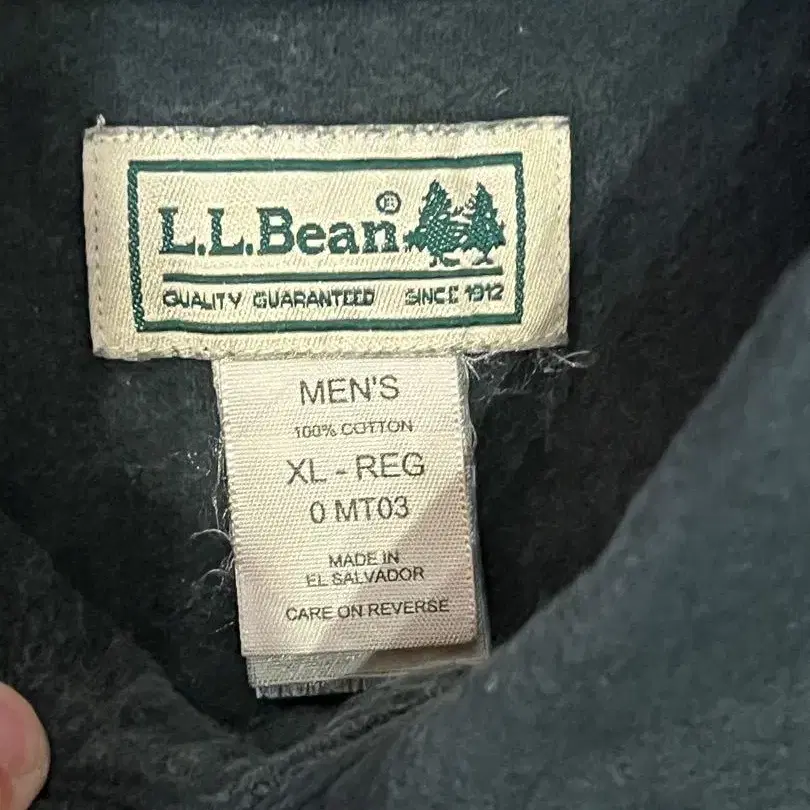 L.L.Bean®
QUALITY GUARANTEED SINCE 1912
MEN'S
100% COTTON
XL - REG
0 MT03
MADE IN
EL SALVADOR
CARE ON REVERSE